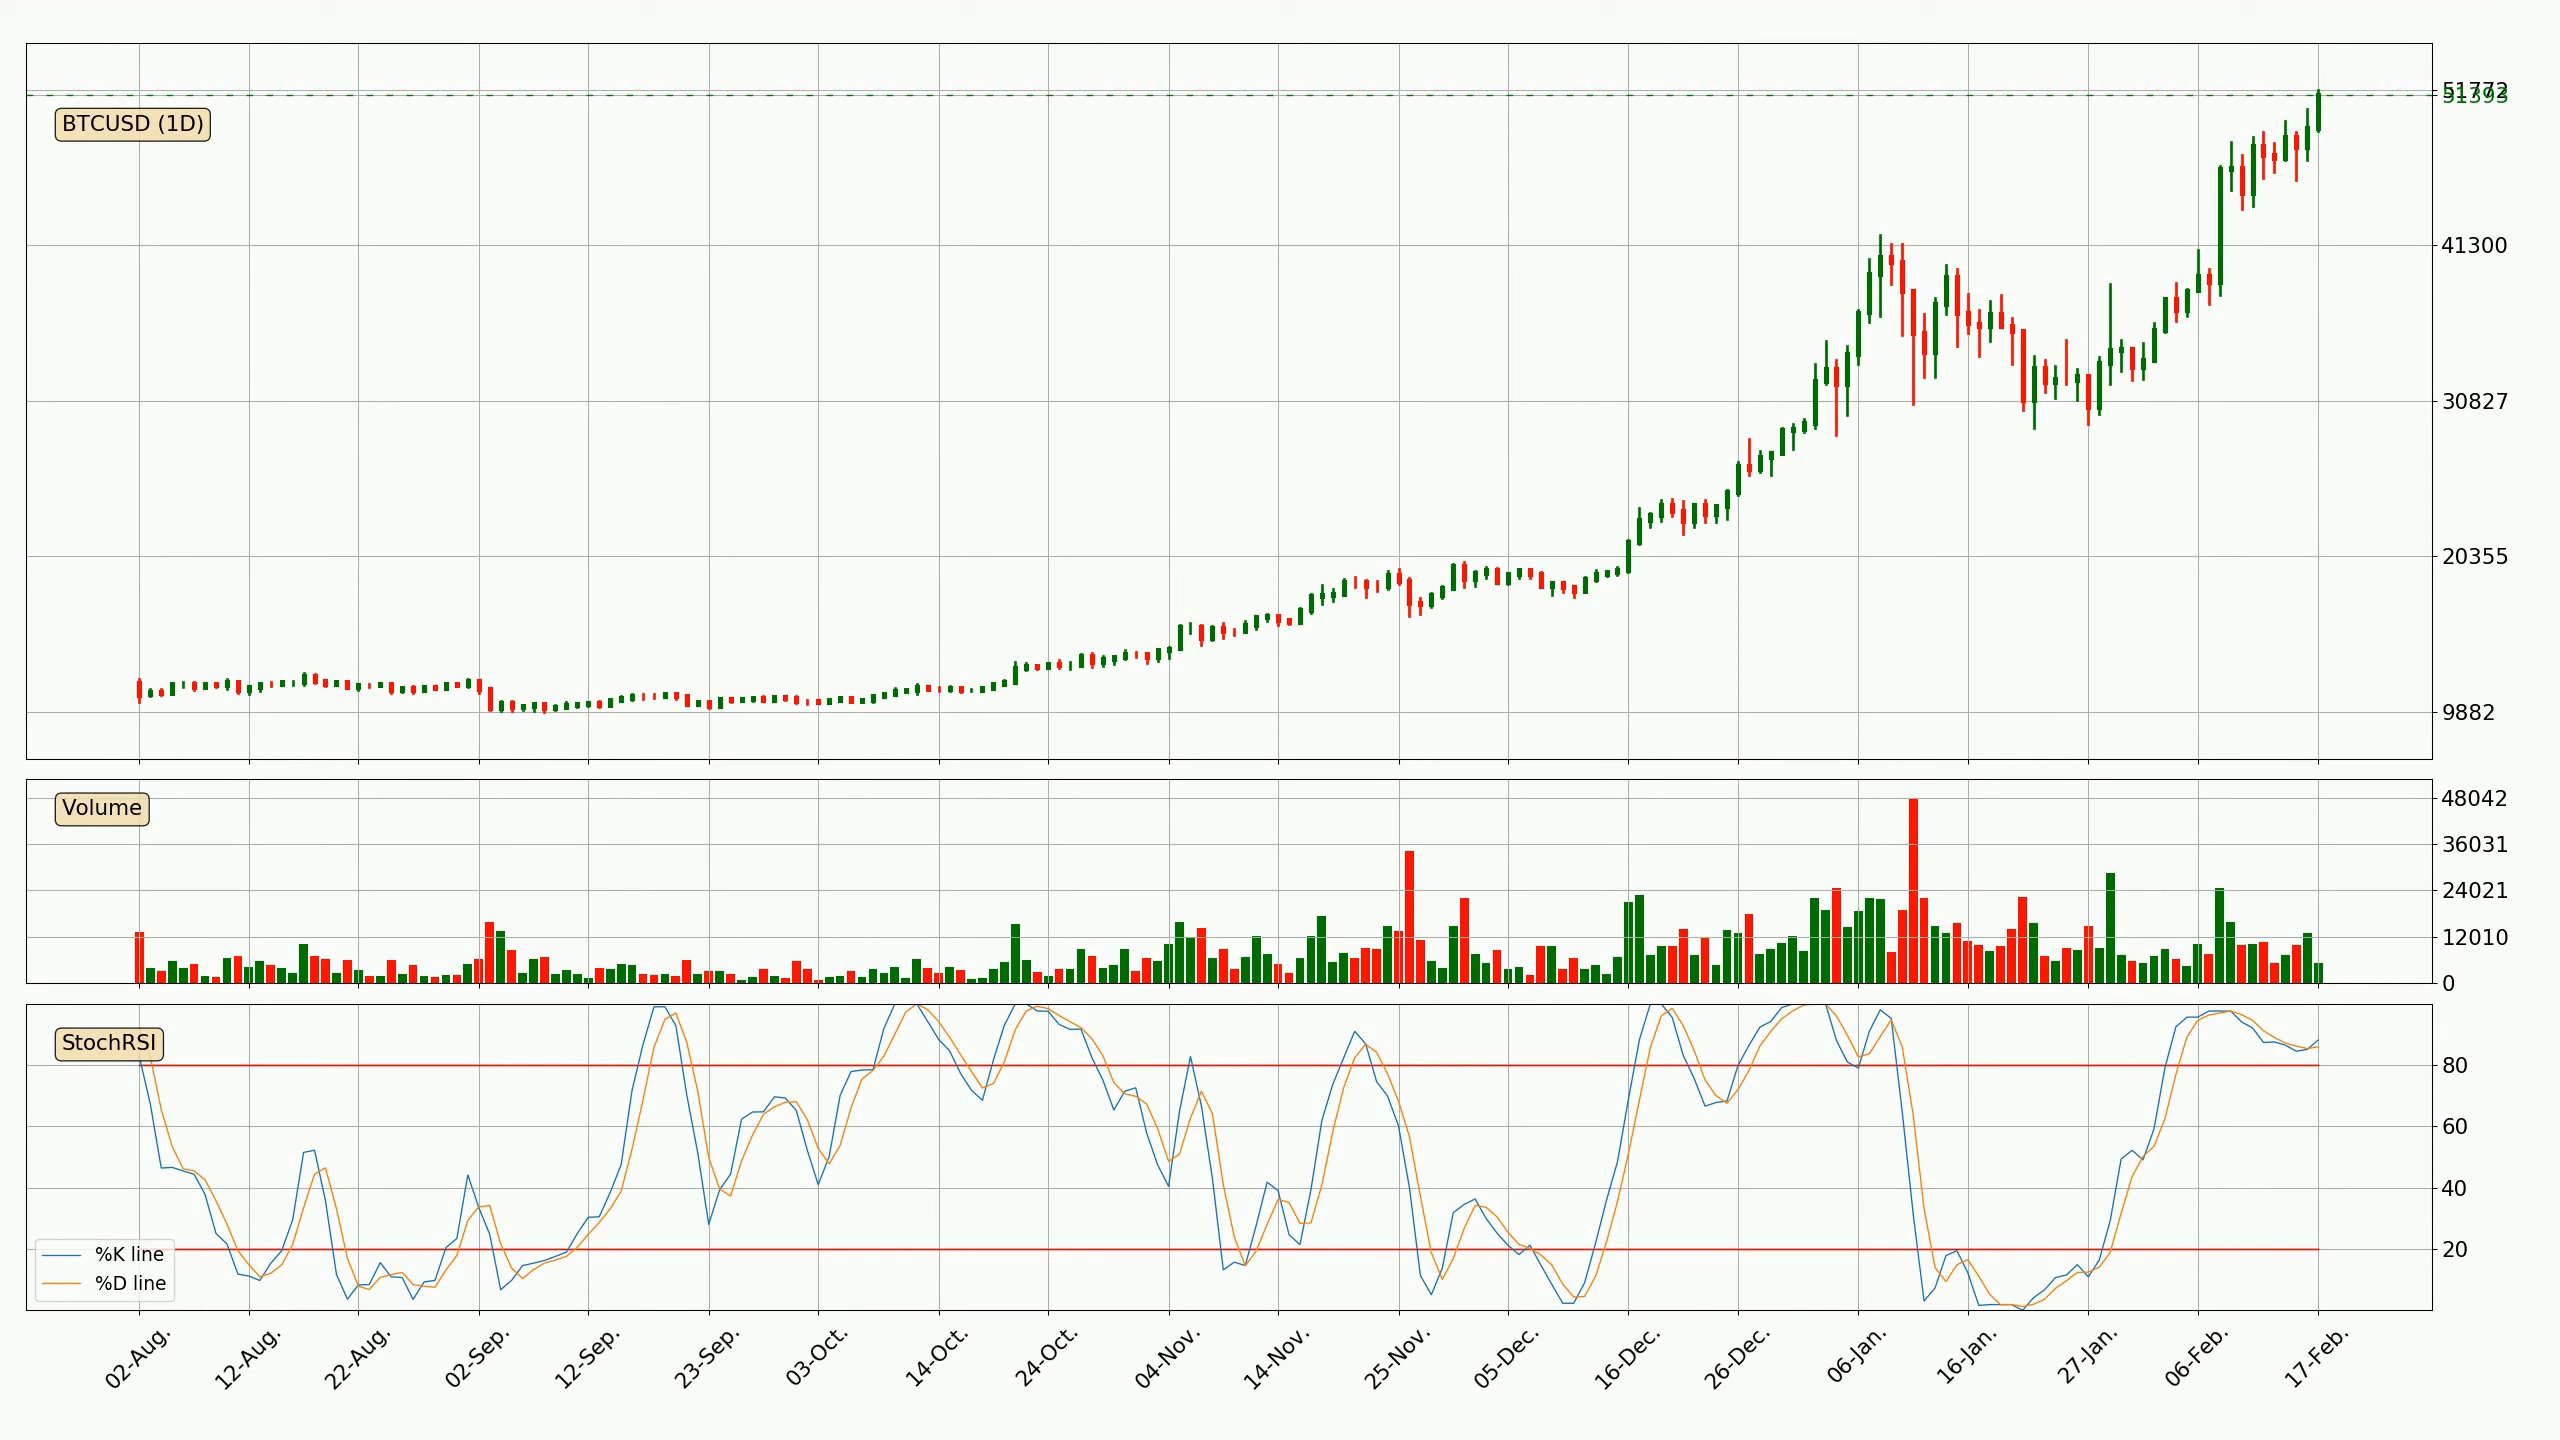 BTCUSD (1D)
51772
51393
41300
30827
20355
9882
Volume
48042
36031
24021
12010
0
StochRSI
80
60
40
20
%K line
%D line
02-Aug.
12-Aug.
22-Aug.
02-Sep.
12-Sep.
23-Sep.
03-Oct.
14-Oct.
24-Oct.
04-Nov.
14-Nov.
25-Nov.
05-Dec.
16-Dec.
26-Dec.
06-Jan.
16-Jan.
27-Jan.
06-Feb.
17-Feb.